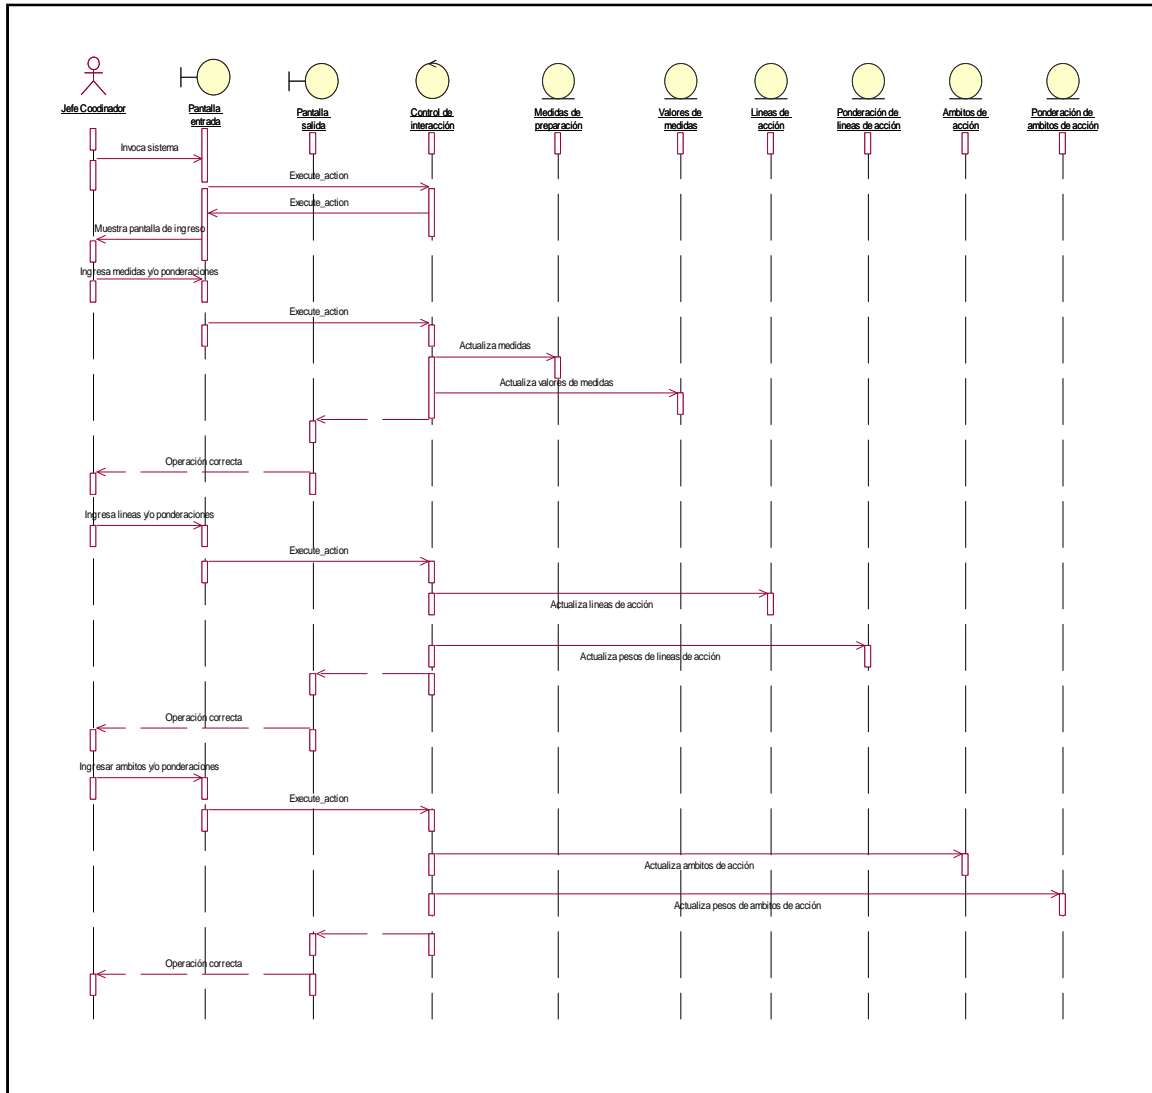 Jefe Coodinador
Pantalla
entrada
Pantalla
salida
Control de
interacción
Medidas de
preparación
Valores de
medidas
Lineas de
acción
Ponderación de
lineas de acción
Ambitos de
acción
Ponderación de
ambitos de acción
Invoca sistema
Execute_action
Execute_action
Muestra pantalla de ingreso
Ingresa medidas y/o ponderaciones
Execute_action
Actualiza medidas
Actualiza valores de medidas
Operación correcta
Ingresa lineas y/o ponderaciones
Execute_action
Actualiza lineas de acción
Actualiza pesos de lineas de acción
Operación correcta
Ingresar ambitos y/o ponderaciones
Execute_action
Actualiza ambitos de acción
Actualiza pesos de ambitos de acción
Operación correcta